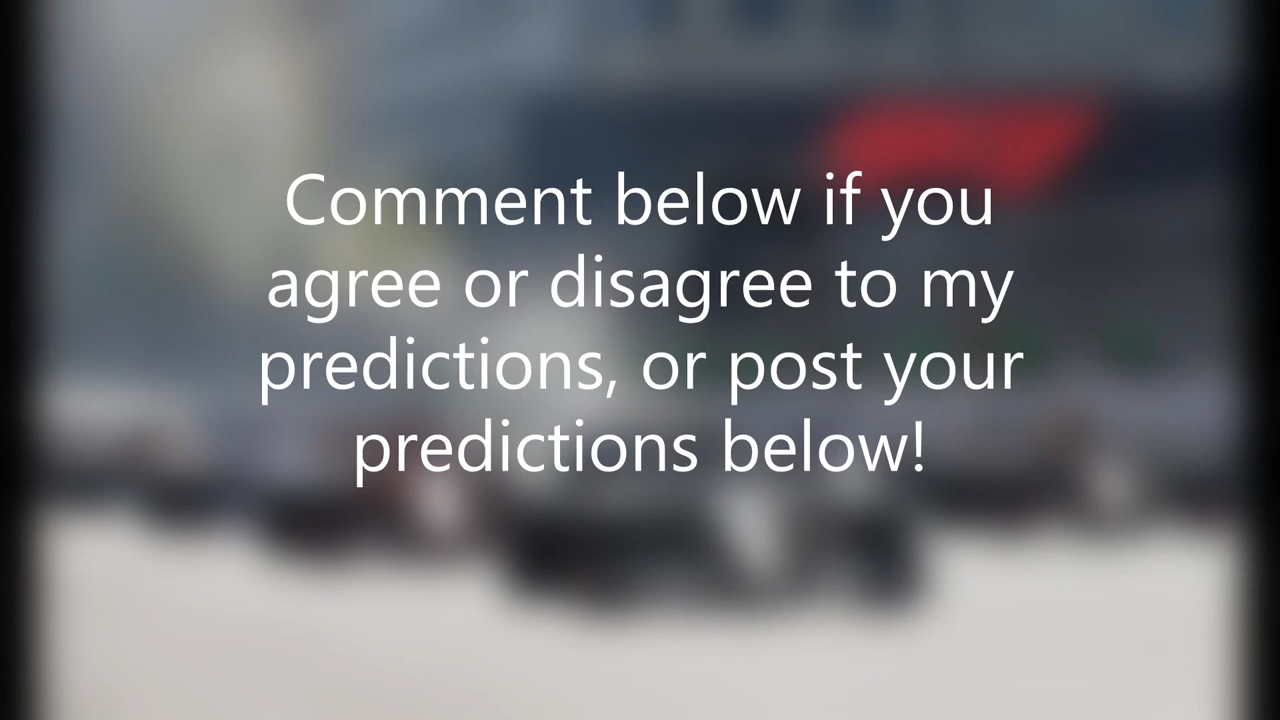 Comment below if you
agree or disagree to my
predictions, or post your
predictions below!